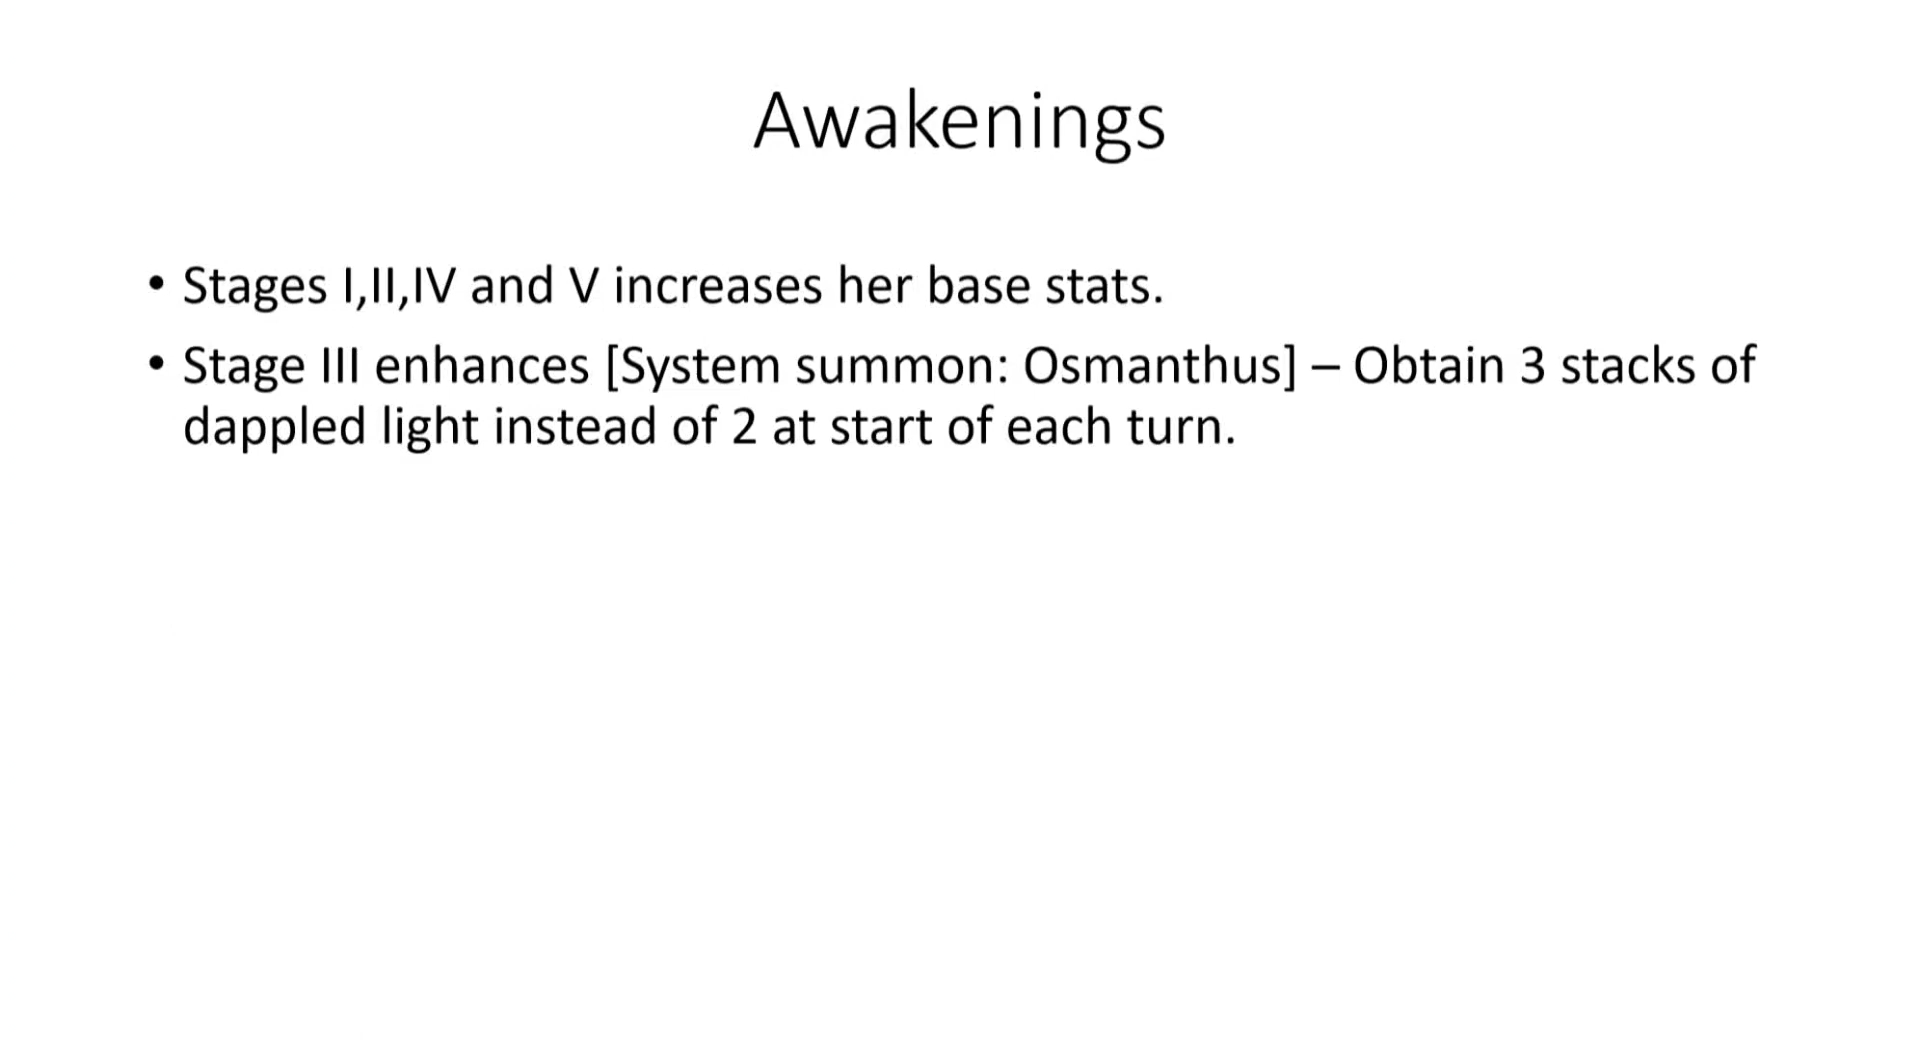 Awakenings
• Stages I,II,IV and V increases her base stats.
• Stage III enhances [System summon: Osmanthus] – Obtain 3 stacks of
dappled light instead of 2 at start of each turn.